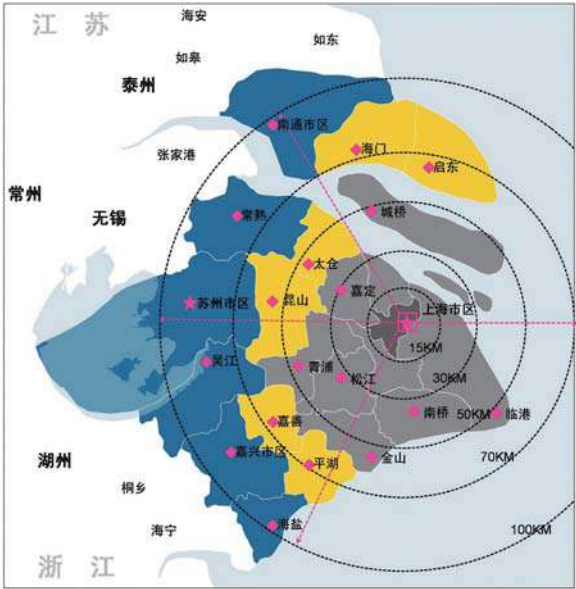 江 苏
海安
如东
如皋
泰州
南通市区
海门
张家港
启东
常州
城桥
常熟
无锡
太仓
嘉定
苏州市区
昆山
上海市区
15KM
吴江
青浦
松江
30KM
南桥
50KM
临港
嘉善
湖州
嘉兴市区
平湖
金山
70KM
桐乡
海宁
海盐
100KM
浙 江